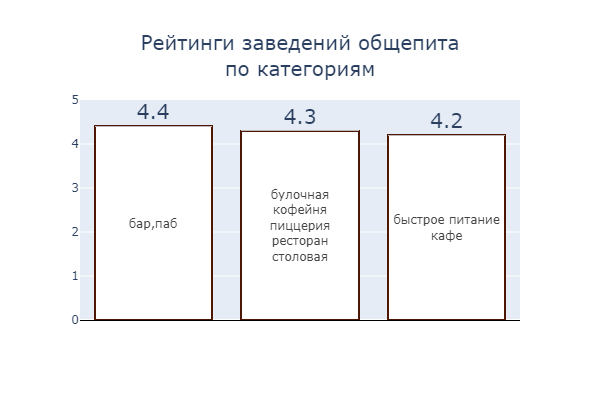 Рейтинги заведений общепита
по категориям
5
4
3
2
1
0
4.4
4.3
4.2
бар,паб
булочная
кофейня
пиццерия
ресторан
столовая
быстрое питание
кафе